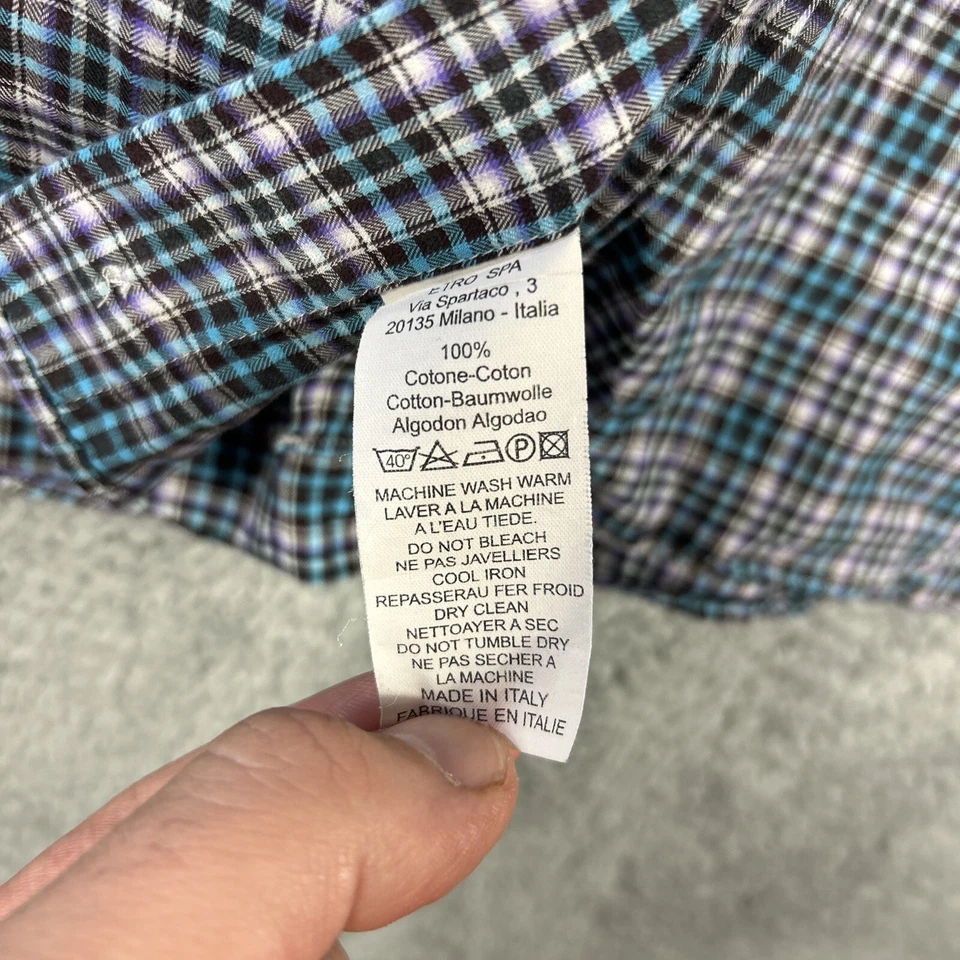 ETRO SPA
Via Spartaco , 3
20135 Milano - Italia
100%
Cotone-Coton
Cotton-Baumwolle
Algodon Algodao
40° P
MACHINE WASH WARM
LAVER A LA MACHINE
A L'EAU TIEDE.
DO NOT BLEACH
NE PAS JAVELLIERS
COOL IRON
REPASSERAU FER FROID
DRY CLEAN
NETTOYER A SEC
DO NOT TUMBLE DRY
NE PAS SECHER A
LA MACHINE
MADE IN ITALY
FABRIQUE EN ITALIE